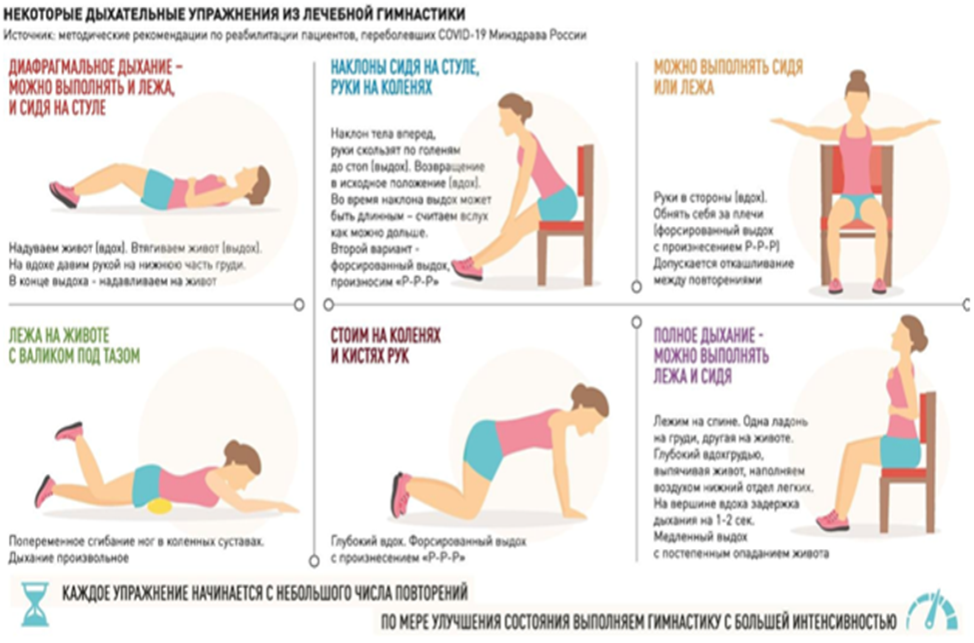 НЕКОТОРЫЕ ДЫХАТЕЛЬНЫЕ УПРАЖНЕНИЯ ИЗ ЛЕЧЕБНОЙ ГИМНАСТИКИ
Источник: методические рекомендации по реабилитации пациентов, переболевших COVID-19 Минздрава России
ДИАФРАГМАЛЬНОЕ ДЫХАНИЕ –
МОЖНО ВЫПОЛНЯТЬ И ЛЕЖА,
И СИДЯ НА СТУЛЕ
Надуваем живот (вдох). Втягиваем живот (выдох).
На вдохе давим рукой на нижнюю часть груди.
В конце выдоха - надавливаем на живот
НАКЛОНЫ СИДЯ НА СТУЛЕ,
РУКИ НА КОЛЕНЯХ
Наклон тела вперед,
руки скользят по голеням
до стоп (выдох). Возвращение
в исходное положение (вдох).
Во время наклона выдох может
быть длинным – считаем вслух
как можно дольше.
Второй вариант -
форсированный выдох,
произносим «Р-Р-Р»
МОЖНО ВЫПОЛНЯТЬ СИДЯ
ИЛИ ЛЕЖА
Руки в стороны (вдох).
Обнять себя за плечи
(форсированный выдох
с произнесением Р-Р-Р)
Допускается откашливание
между повторениями
ЛЕЖА НА ЖИВОТЕ
С ВАЛИКОМ ПОД ТАЗОМ
Попеременное сгибание ног в коленных суставах.
Дыхание произвольное
СТОИМ НА КОЛЕНЯХ
И КИСТЯХ РУК
Глубокий вдох. Форсированный выдох
с произнесением «Р-Р-Р»
ПОЛНОЕ ДЫХАНИЕ -
МОЖНО ВЫПОЛНЯТЬ
ЛЕЖА И СИДЯ
Лежим на спине. Одна ладонь
на груди, другая на животе.
Глубокий вдохгрудью,
выпячивая живот, наполняем
воздухом нижний отдел легких.
На вершине вдоха задержка
дыхания на 1-2 сек.
Медленный выдох
с постепенным опаданием живота
КАЖДОЕ УПРАЖНЕНИЕ НАЧИНАЕТСЯ С НЕБОЛЬШОГО ЧИСЛА ПОВТОРЕНИЙ
ПО МЕРЕ УЛУЧШЕНИЯ СОСТОЯНИЯ ВЫПОЛНЯЕМ ГИМНАСТИКУ С БОЛЬШЕЙ ИНТЕНСИВНОСТЬЮ